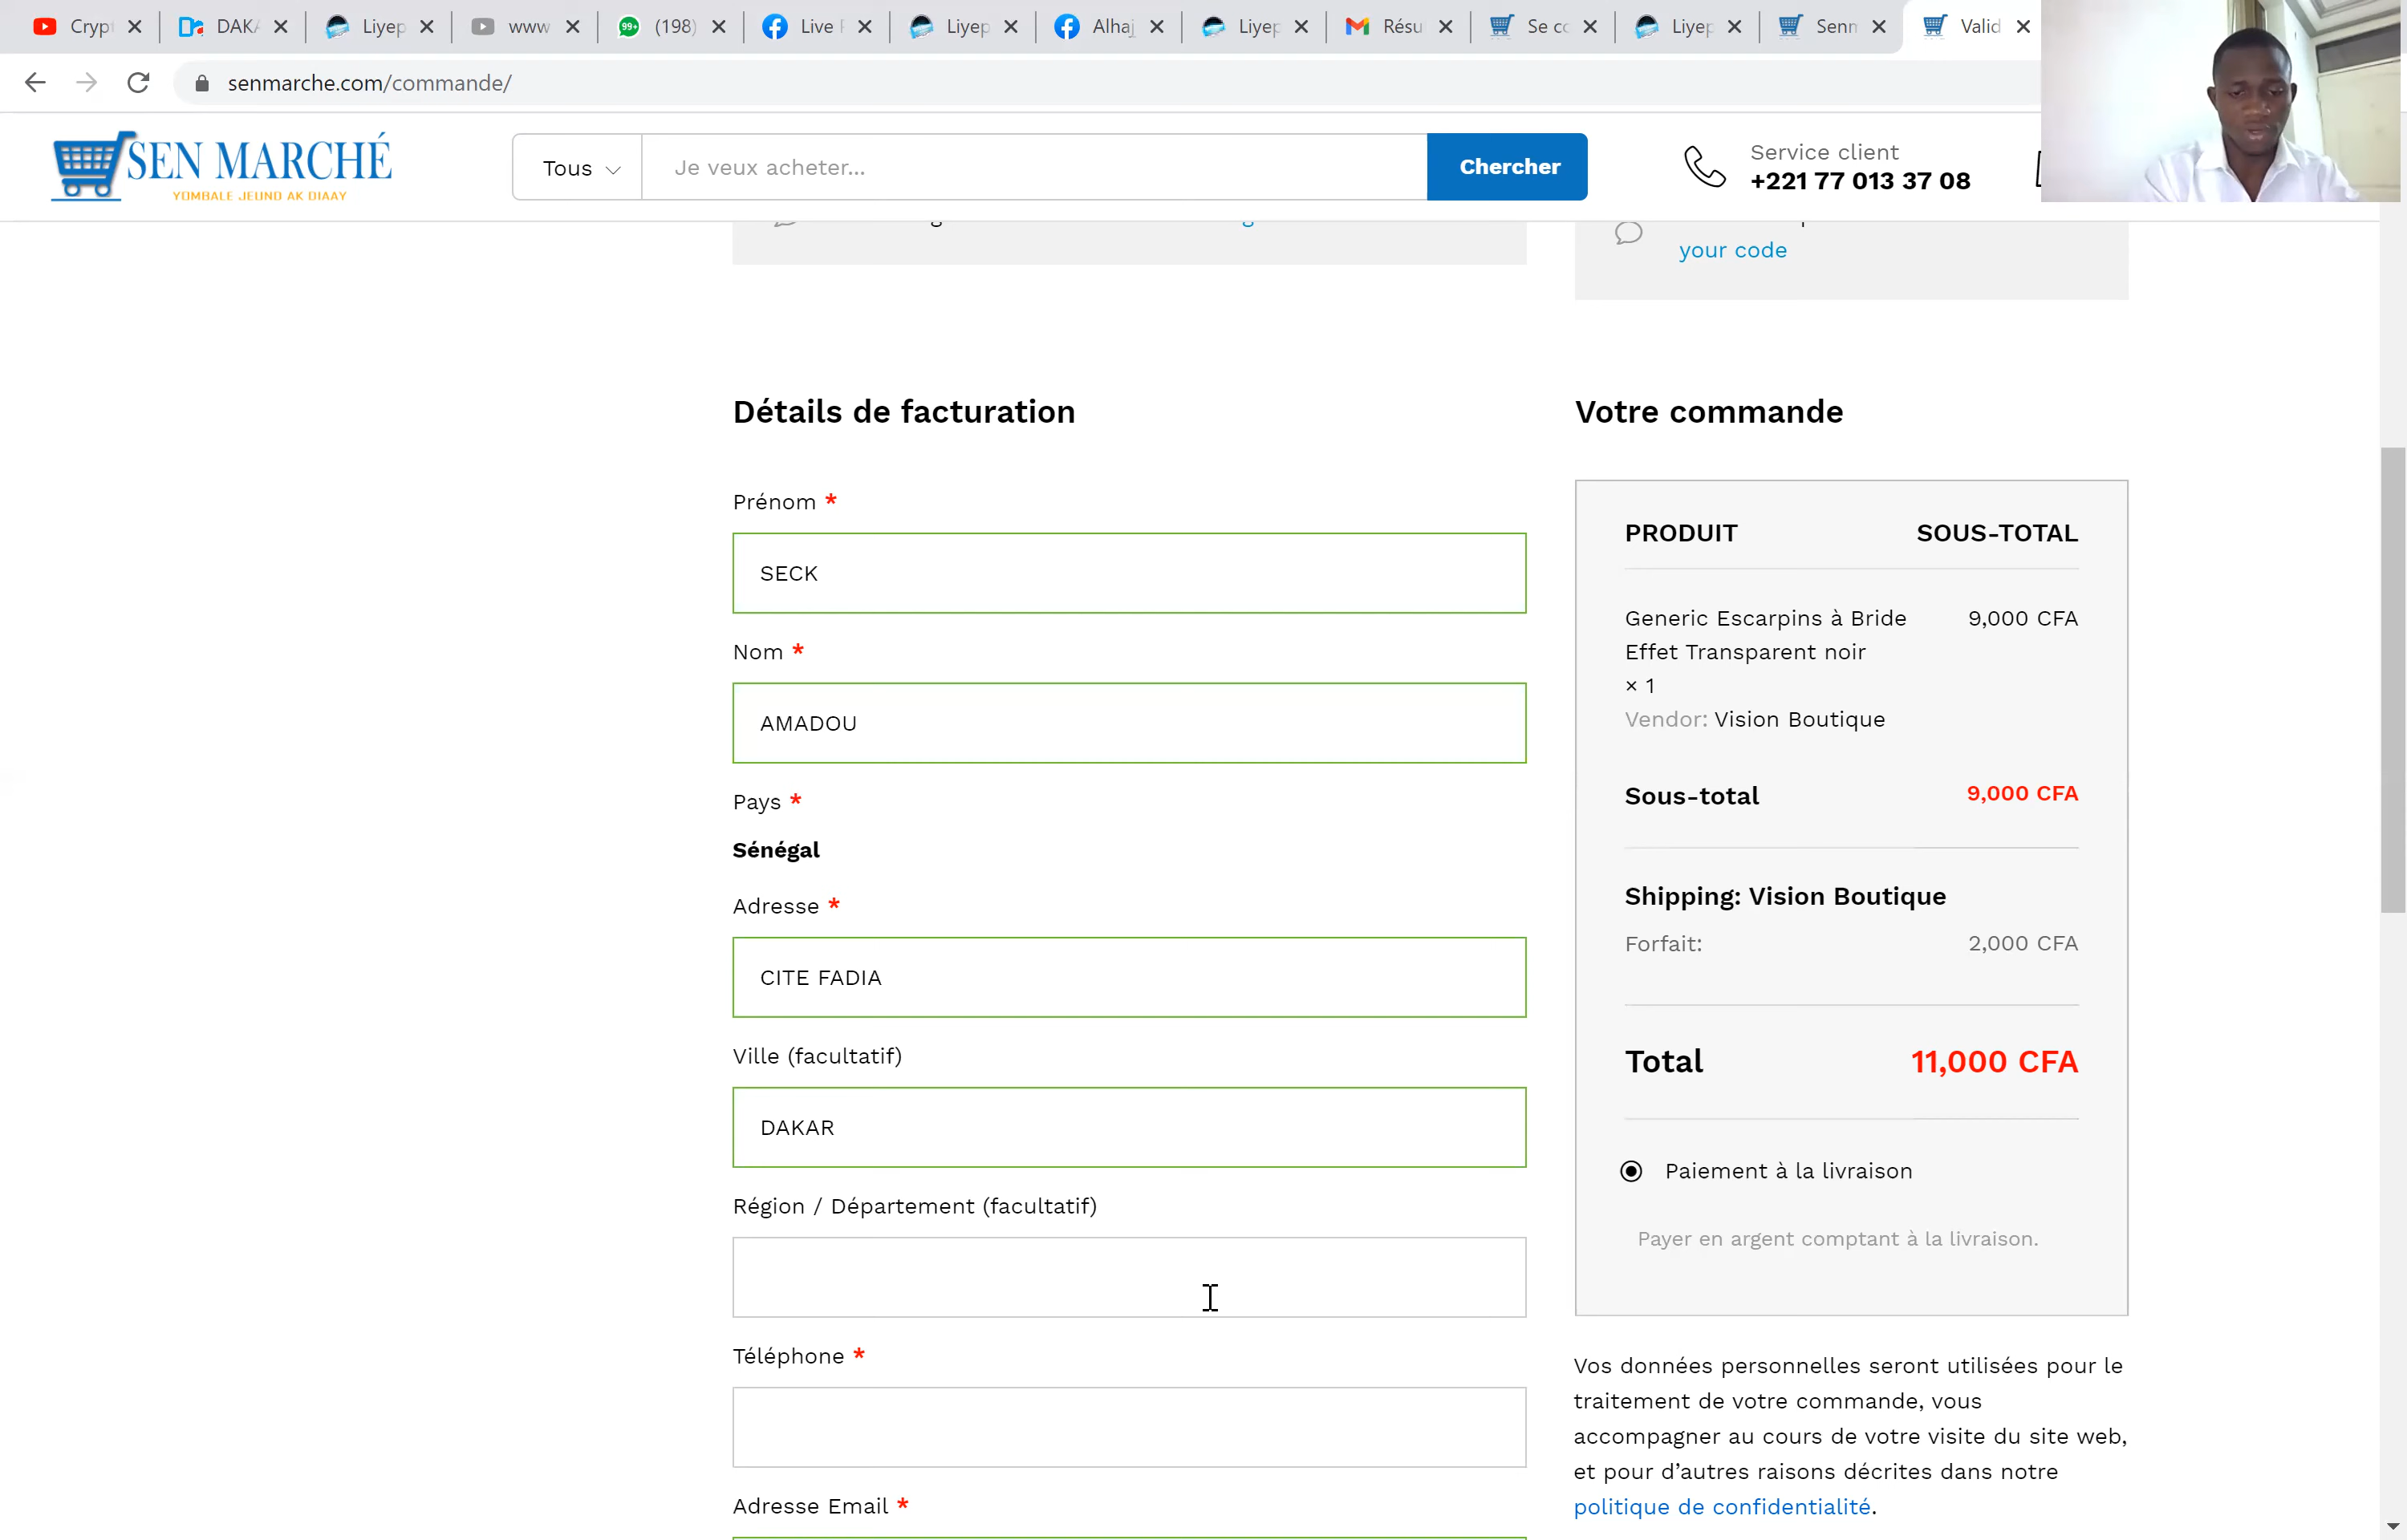 Cryp
DAKA
Liyep
www
99+
(198)
Live
Liyep
Alhaj
Liyep
Résu
Se co
Liyep
Senn
Valid
senmarche.com/commande/
SEN MARCHÉ
YOMBALE JEUND AK DIAAY
Tous
Je veux acheter...
Chercher
Service client
+221 77 013 37 08
your code
Détails de facturation
Prénom *
SECK
Nom *
AMADOU
Pays *
Sénégal
Adresse *
CITE FADIA
Ville (facultatif)
DAKAR
Région / Département (facultatif)
Téléphone *
Adresse Email *
Votre commande
PRODUIT SOUS-TOTAL
Generic Escarpins à Bride 9,000 CFA
Effet Transparent noir
× 1
Vendor: Vision Boutique
Sous-total 9,000 CFA
Shipping: Vision Boutique
Forfait: 2,000 CFA
Total 11,000 CFA
Paiement à la livraison
Payer en argent comptant à la livraison.
Vos données personnelles seront utilisées pour le
traitement de votre commande, vous
accompagner au cours de votre visite du site web,
et pour d’autres raisons décrites dans notre
politique de confidentialité.